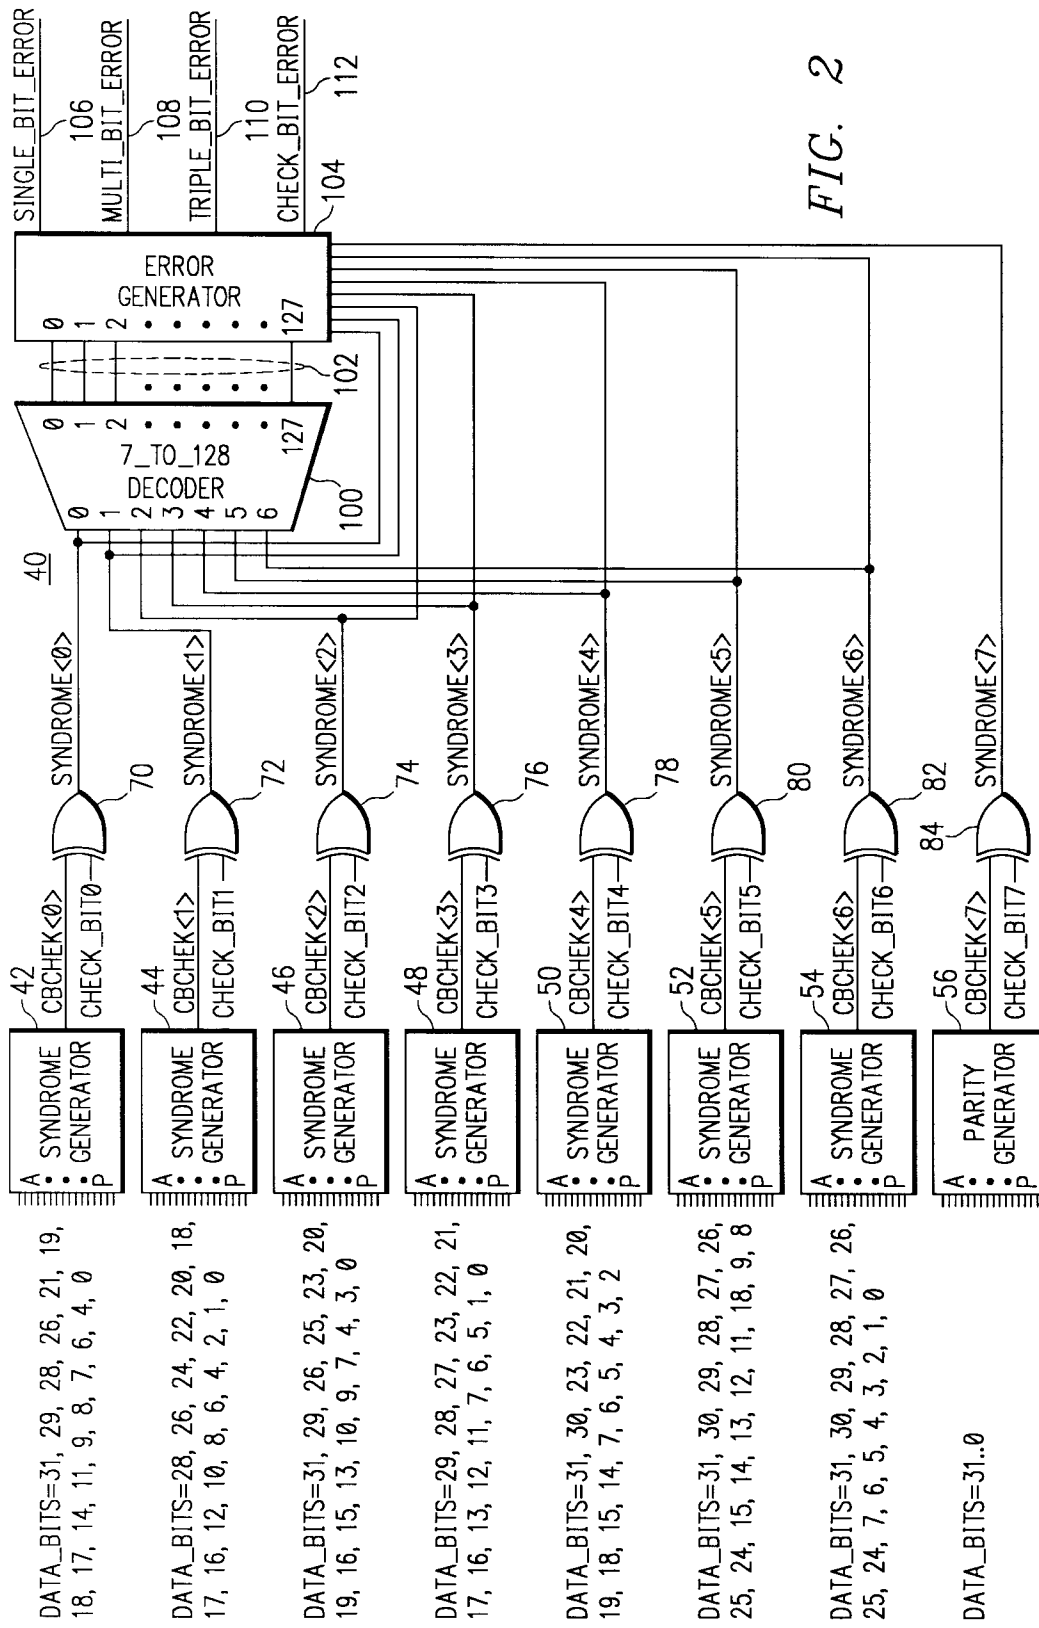 40
DATA_BITS=31, 29, 28, 26, 21, 19,
18, 17, 14, 11, 9, 8, 7, 6, 4, 0
A
SYNDROME
GENERATOR
P
42
CBCHEK<0>
CHECK_BIT0
70
SYNDROME<0>
DATA_BITS=28, 26, 24, 22, 20, 18,
17, 16, 12, 10, 8, 6, 4, 2, 1, 0
A
SYNDROME
GENERATOR
P
44
CBCHEK<1>
CHECK_BIT1
72
SYNDROME<1>
DATA_BITS=31, 29, 26, 25, 23, 20,
19, 16, 15, 13, 10, 9, 7, 4, 3, 0
A
SYNDROME
GENERATOR
P
46
CBCHEK<2>
CHECK_BIT2
74
SYNDROME<2>
DATA_BITS=29, 28, 27, 23, 22, 21,
17, 16, 13, 12, 11, 7, 6, 5, 1, 0
A
SYNDROME
GENERATOR
P
48
CBCHEK<3>
CHECK_BIT3
76
SYNDROME<3>
DATA_BITS=31, 30, 23, 22, 21, 20,
19, 18, 15, 14, 7, 6, 5, 4, 3, 2
A
SYNDROME
GENERATOR
P
50
CBCHEK<4>
CHECK_BIT4
78
SYNDROME<4>
DATA_BITS=31, 30, 29, 28, 27, 26,
25, 24, 15, 14, 13, 12, 11, 18, 9, 8
A
SYNDROME
GENERATOR
P
52
CBCHEK<5>
CHECK_BIT5
80
SYNDROME<5>
DATA_BITS=31, 30, 29, 28, 27, 26,
25, 24, 7, 6, 5, 4, 3, 2, 1, 0
A
SYNDROME
GENERATOR
P
54
CBCHEK<6>
CHECK_BIT6
82
SYNDROME<6>
DATA_BITS=31..0
A
PARITY
GENERATOR
P
56
CBCHEK<7>
CHECK_BIT7
84
SYNDROME<7>
0
1
2
3
4
5
6
7_TO_128
DECODER
0
1
2
127
100
102
0
1
2
127
ERROR
GENERATOR
104
SINGLE_BIT_ERROR
106
MULTI_BIT_ERROR
108
TRIPLE_BIT_ERROR
110
CHECK_BIT_ERROR
112
FIG. 2